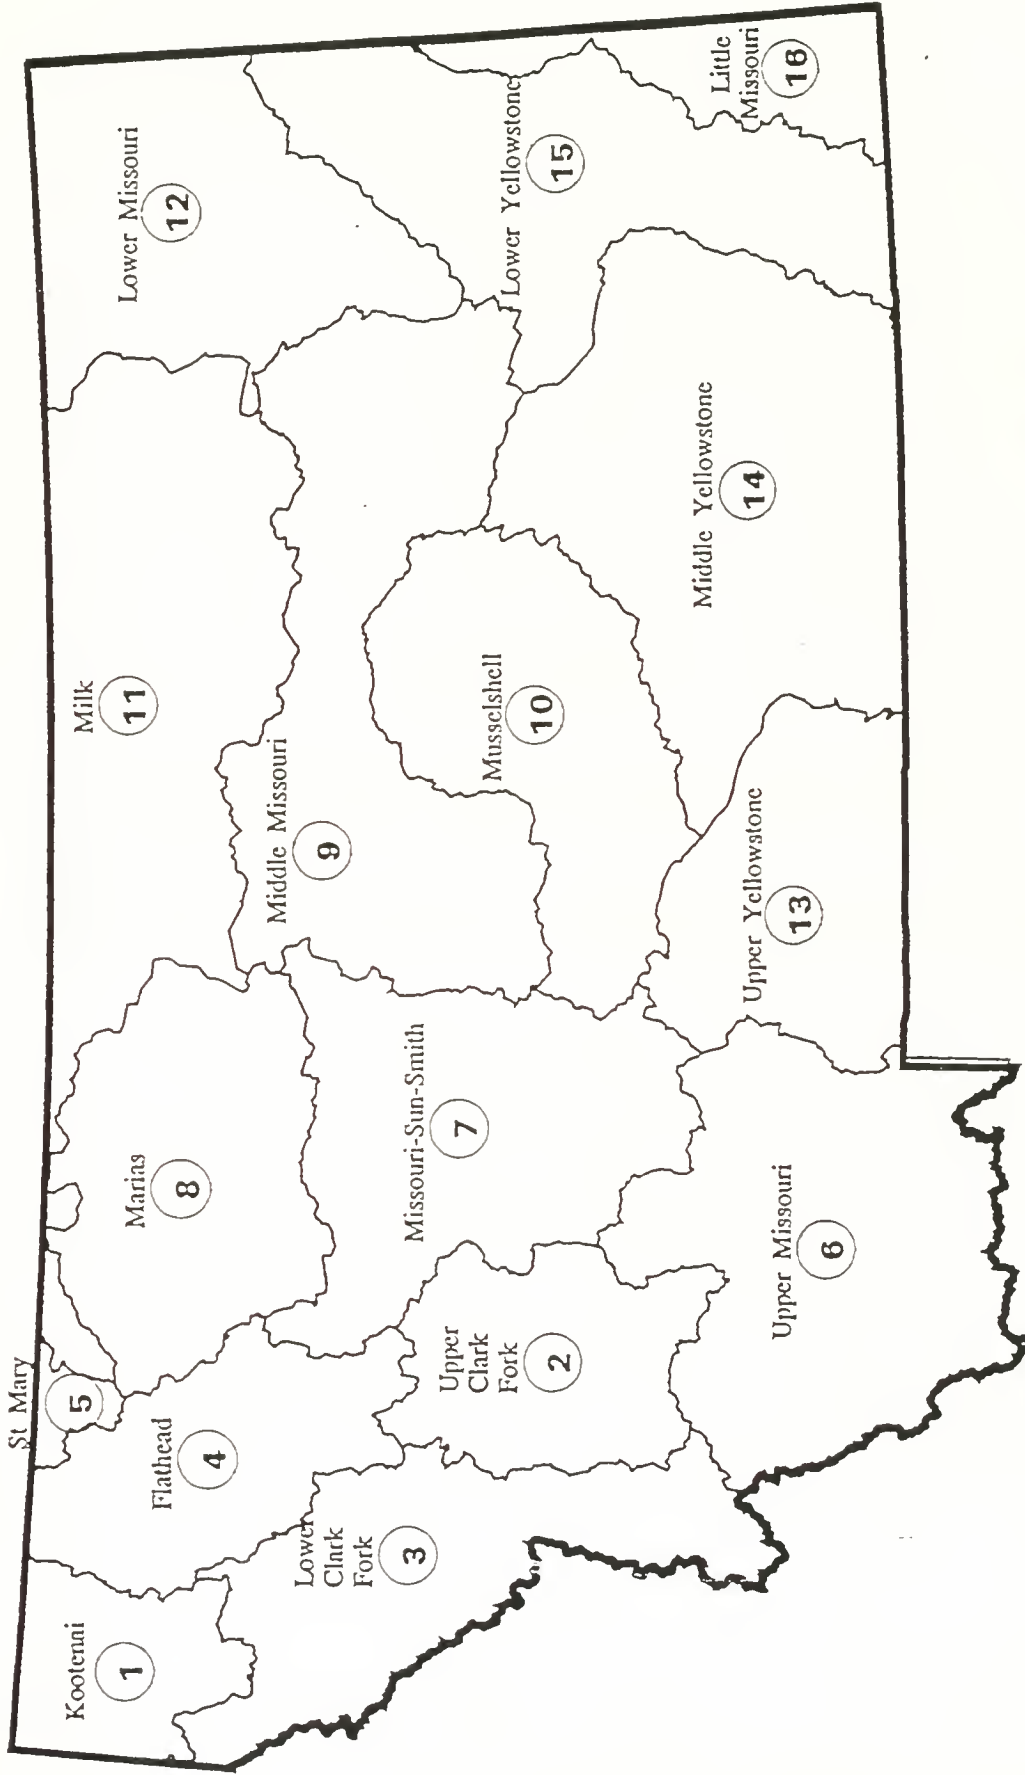 Kootenai
1
St Mary
5
Flathead
4
Lower
Clark
Fork
3
Upper
Clark
Fork
2
Marias
8
Missouri-Sun-Smith
7
Upper Missouri
6
Milk
11
Middle Missouri
9
Musselshell
10
Upper Yellowstone
13
Lower Missouri
12
Middle Yellowstone
14
Lower Yellowstone
15
Little
Missouri
16